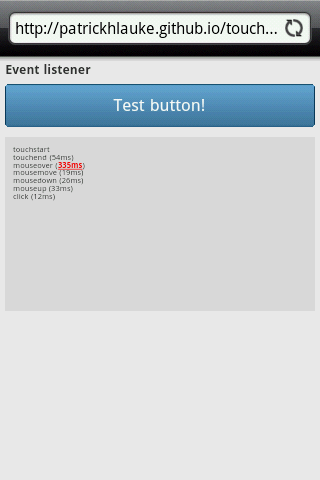 http://patrickhlauke.github.io/touch...
Event listener
Test button!
touchstart
touchend (54ms)
mouseover (335ms)
mousemove (19ms)
mousedown (26ms)
mouseup (33ms)
click (12ms)